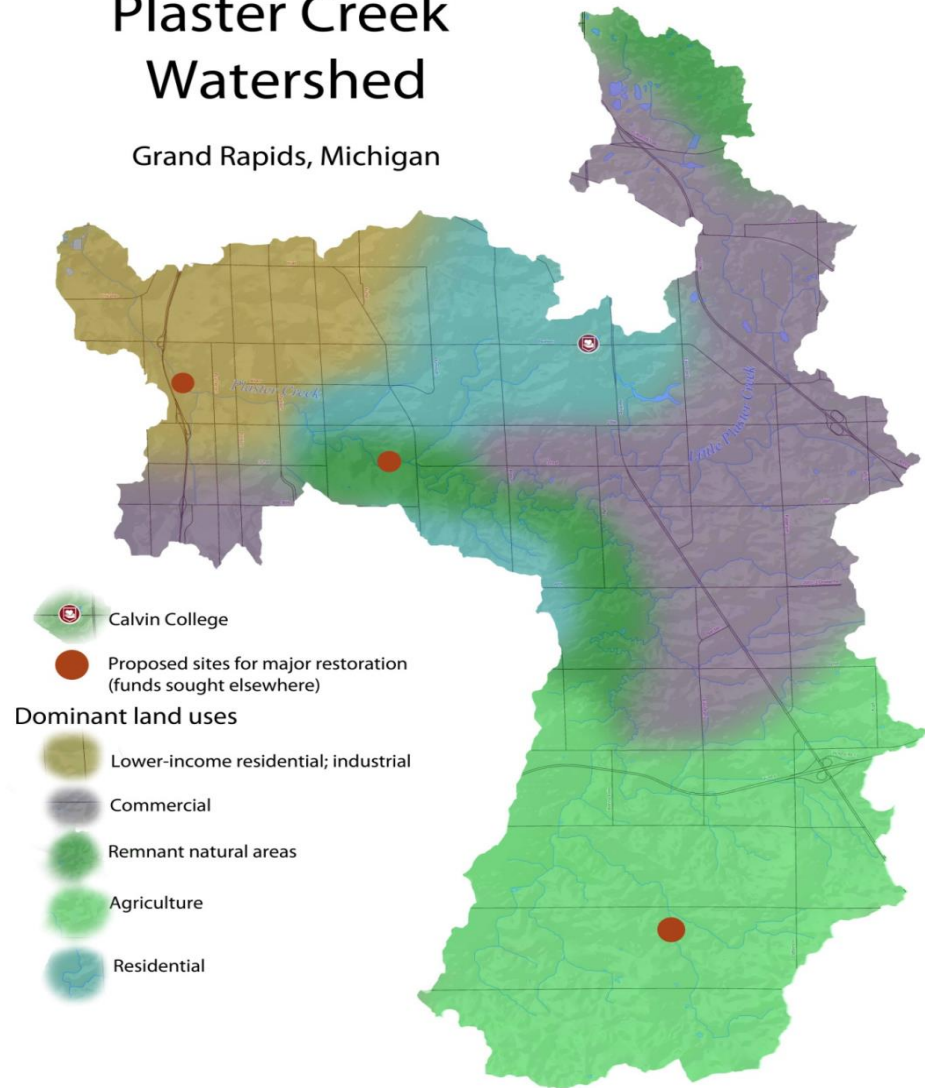 Plaster Creek
Watershed
Grand Rapids, Michigan
Plaster Creek
Little Plaster Creek
Calvin College
Proposed sites for major restoration
(funds sought elsewhere)
Dominant land uses
Lower-income residential; industrial
Commercial
Remnant natural areas
Agriculture
Residential